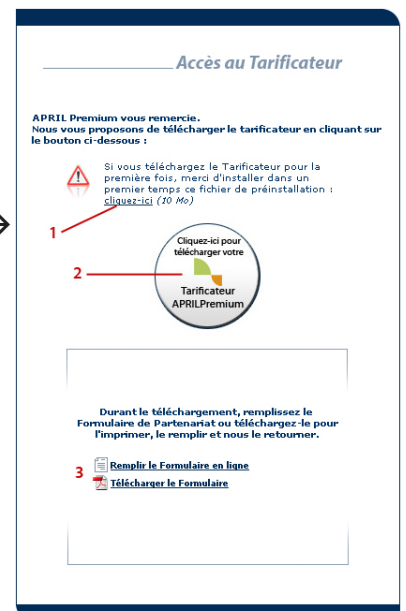 Accès au Tarificateur
APRIL Premium vous remercie.
Nous vous proposons de télécharger le tarificateur en cliquant sur
le bouton ci-dessous :
Si vous téléchargez le Tarificateur pour la
première fois, merci d'installer dans un
premier temps ce fichier de préinstallation :
cliquez-ici (10 Mo)
1
Cliquez-ici pour
télécharger votre
2
Tarificateur
APRILPremium
Durant le téléchargement, remplissez le
Formulaire de Partenariat ou téléchargez-le pour
l'imprimer, le remplir et nous le retourner.
3
Remplir le Formulaire en ligne
Télécharger le Formulaire